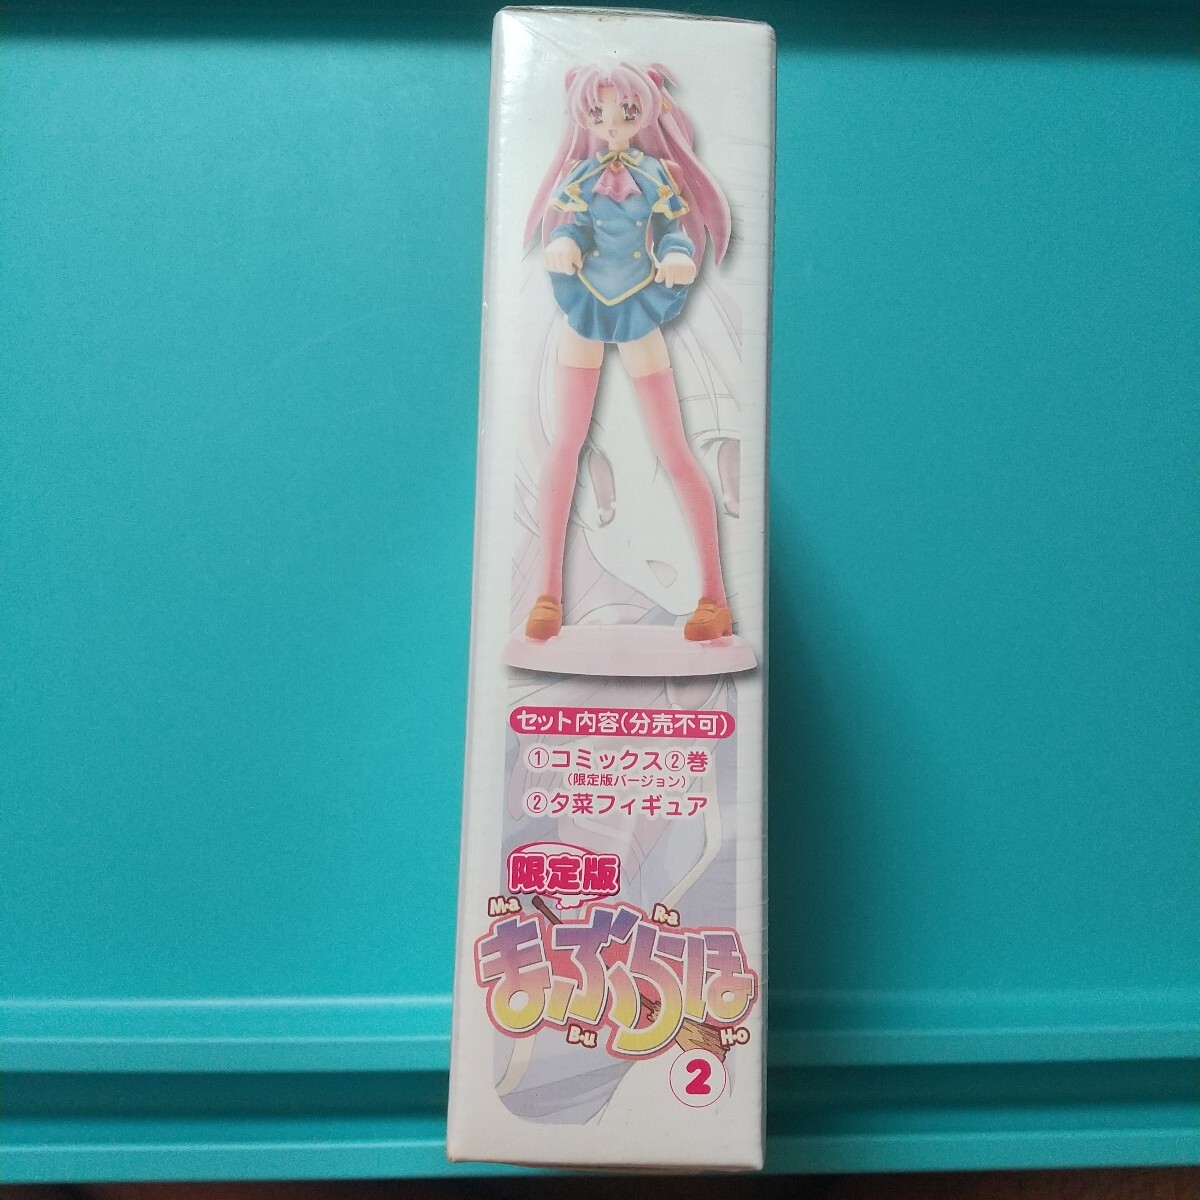 セット内容(分売不可)
①コミックス②巻
(限定版バージョン)
②夕菜フィギュア
限定版
Ma Ra
まぶらほ
Bu Ho
2